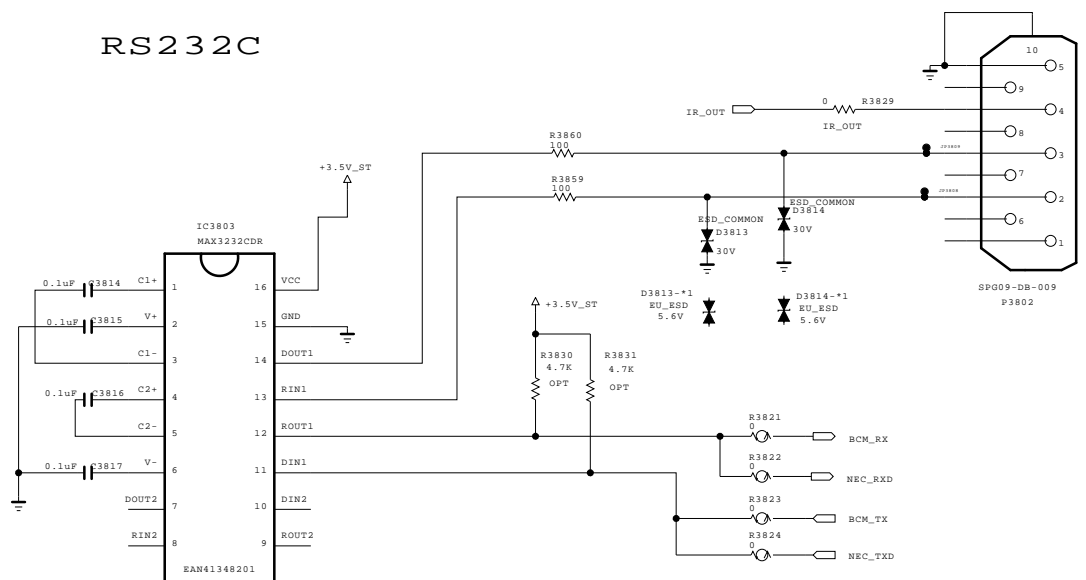 RS232C
10
5
9
4
8
3
7
2
6
1
SPG09-DB-009
P3802
IR_OUT
0
R3829
IR_OUT
R3860
100
R3859
100
ESD_COMMON
D3814
30V
ESD_COMMON
D3813
30V
D3813-*1
EU_ESD
5.6V
D3814-*1
EU_ESD
5.6V
+3.5V_ST
IC3803
MAX3232CDR
0.1uF C3814
0.1uF C3815
0.1uF C3816
0.1uF C3817
C1+
V+
C1-
C2+
C2-
V-
DOUT2
RIN2
1
2
3
4
5
6
7
8
16
15
14
13
12
11
10
9
VCC
GND
DOUT1
RIN1
ROUT1
DIN1
DIN2
ROUT2
EAN41348201
+3.5V_ST
R3830
4.7K
OPT
R3831
4.7K
OPT
R3821
0
BCM_RX
R3822
0
NEC_RXD
R3823
0
BCM_TX
R3824
0
NEC_TXD